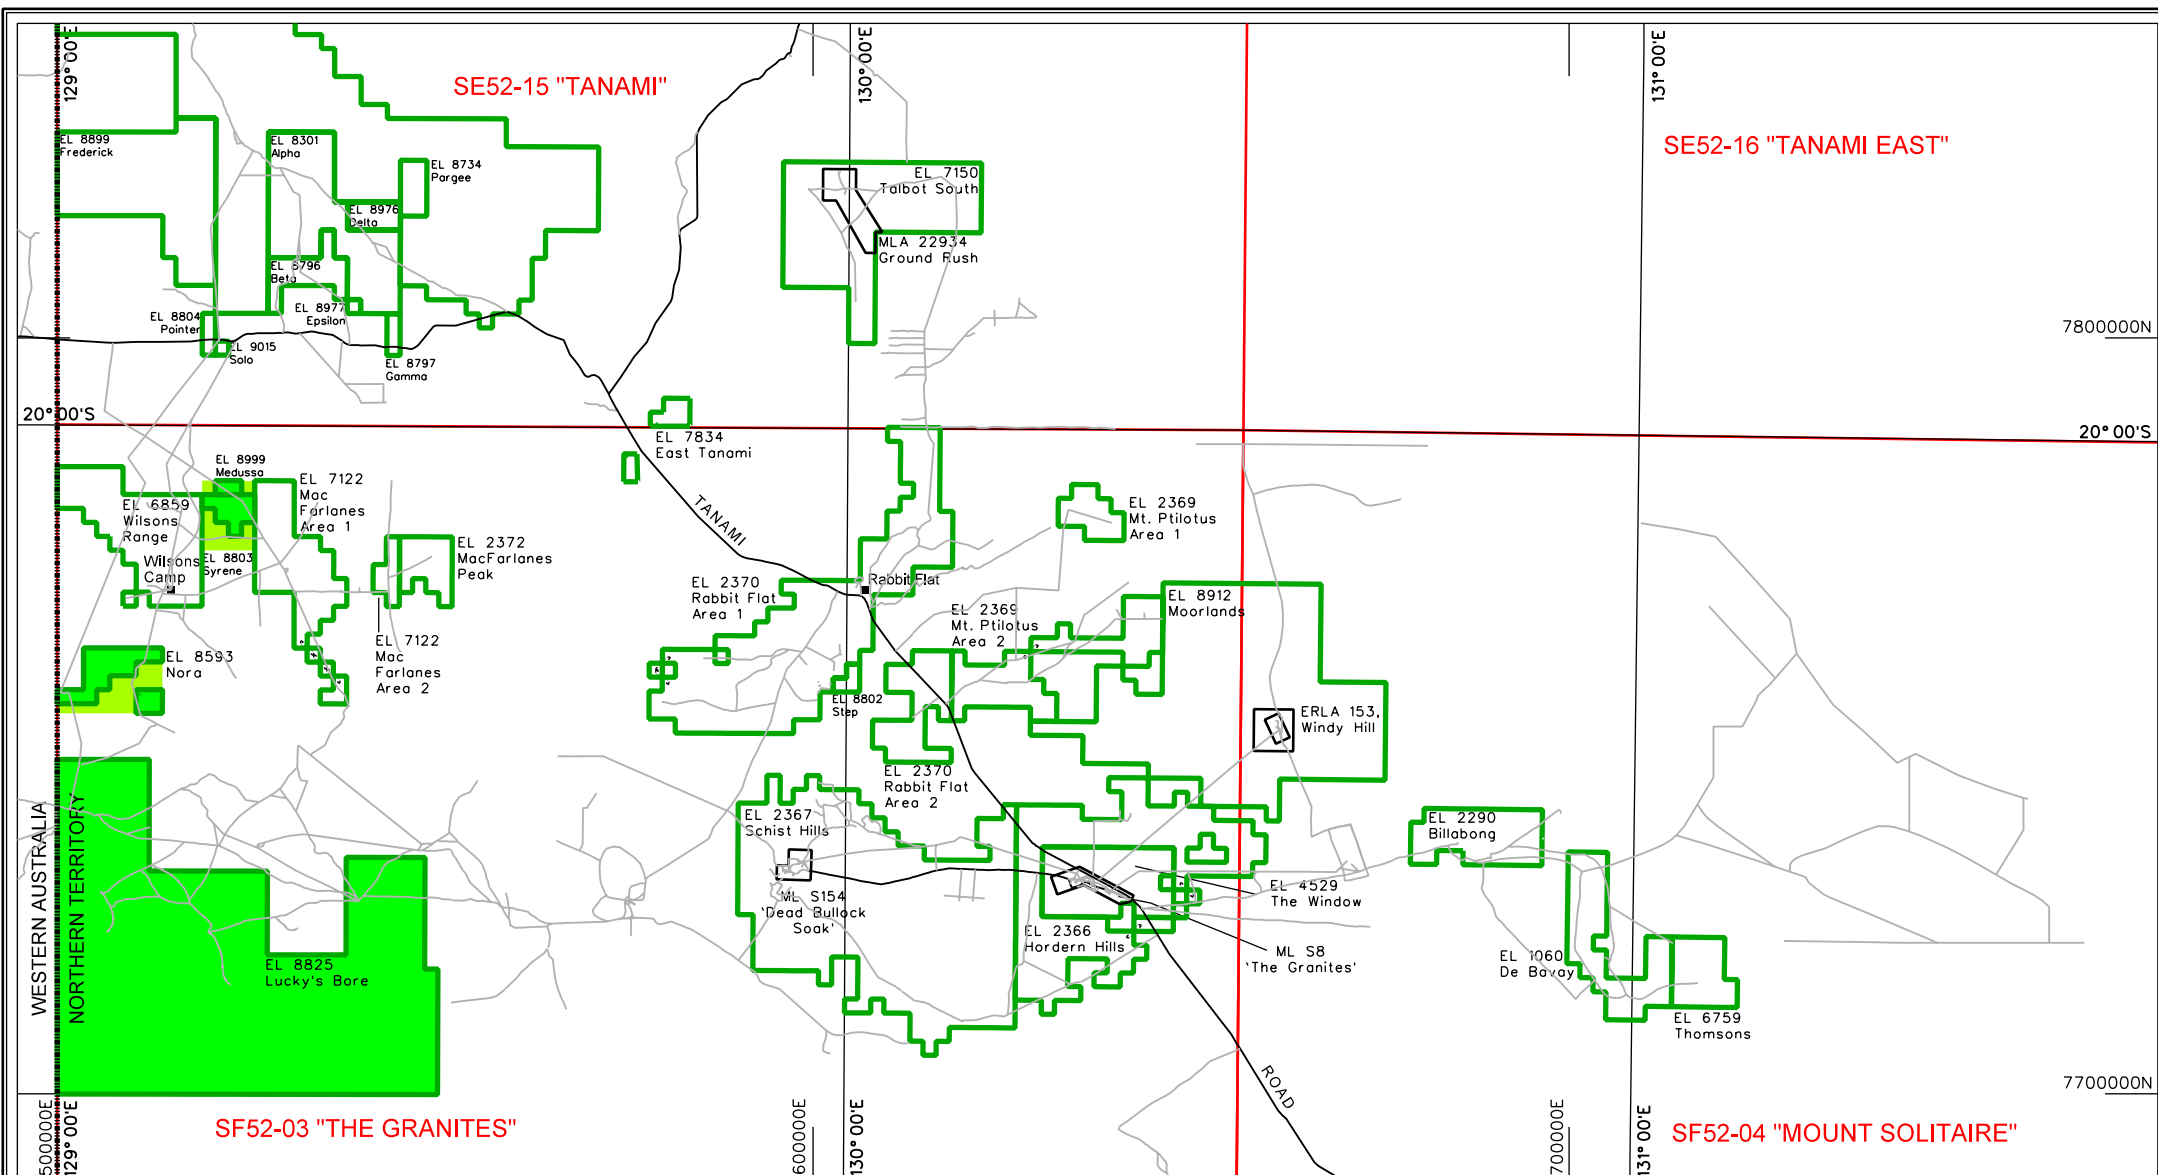 129° 00'E
130° 00'E
131° 00'E
SE52-15 "TANAMI"
SE52-16 "TANAMI EAST"
EL 8899
Frederick
EL 8301
Alpha
EL 8734
Pargee
EL 8976
Delta
EL 8796
Beta
EL 8977
Epsilon
EL 8804
Pointer
EL 9015
Solo
EL 8797
Gamma
EL 7150
Talbot South
MLA 22934
Ground Rush
7800000N
20° 00'S
20° 00'S
EL 7834
East Tanami
EL 8999
Medussa
EL 6859
Wilsons
Range
EL 7122
Mac
Farlanes
Area 1
Wilsons
Camp
EL 8803
Syrene
EL 2372
MacFarlanes
Peak
EL 7122
Mac
Farlanes
Area 2
EL 8593
Nora
TANAMI
EL 2369
Mt. Ptilotus
Area 1
Rabbit Flat
EL 2370
Rabbit Flat
Area 1
EL 2369
Mt. Ptilotus
Area 2
EL 8912
Moorlands
EL 8802
Step
ERLA 153,
Windy Hill
EL 2370
Rabbit Flat
Area 2
EL 2367
Schist Hills
EL 2290
Billabong
WESTERN AUSTRALIA
NORTHERN TERRITORY
ML S154
'Dead Bullock
Soak'
EL 4529
The Window
EL 2366
Hordern Hills
ML S8
'The Granites'
EL 8825
Lucky's Bore
EL 1060
De Bavay
EL 6759
Thomsons
ROAD
7700000N
SF52-03 "THE GRANITES"
SF52-04 "MOUNT SOLITAIRE"
500000E
129° 00'E
600000E
130° 00'E
700000E
131° 00'E